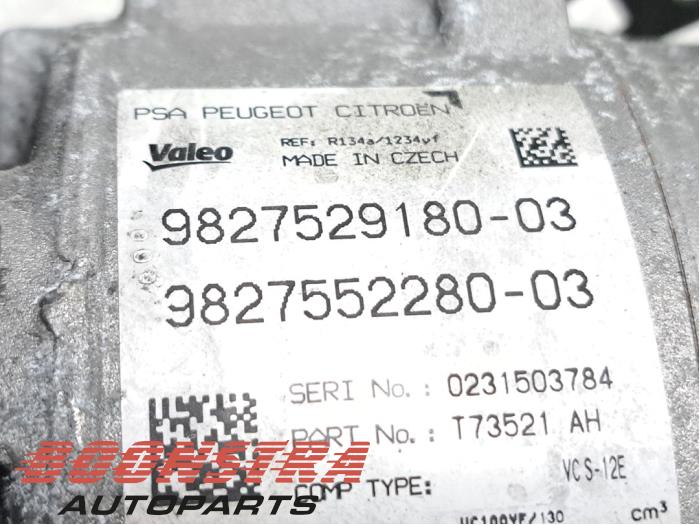 PSA PEUGEOT CITROËN
Valeo
REF: R134a/1234yf
MADE IN CZECH
9827529180-03
9827552280-03
SERI No.: 0231503784
PART No.: T73521 AH
COMP TYPE: VCS-12E
cm³
BOONSTRA
AUTOPARTS